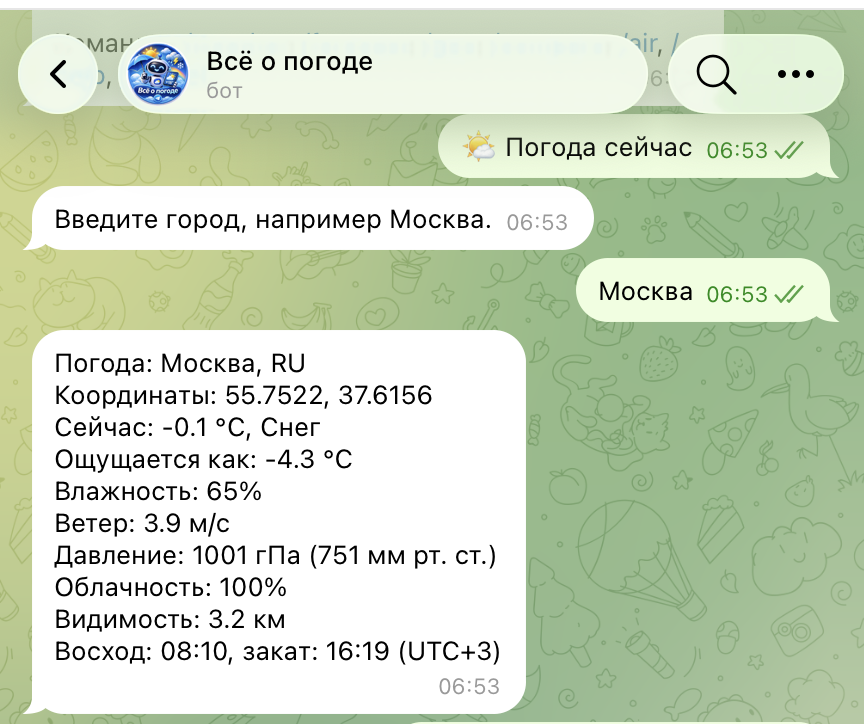 Всё о погоде
бот
Погода сейчас 06:53
Введите город, например Москва. 06:53
Москва 06:53
Погода: Москва, RU
Координаты: 55.7522, 37.6156
Сейчас: -0.1 °C, Снег
Ощущается как: -4.3 °C
Влажность: 65%
Ветер: 3.9 м/с
Давление: 1001 гПа (751 мм рт. ст.)
Облачность: 100%
Видимость: 3.2 км
Восход: 08:10, закат: 16:19 (UTC+3)
06:53